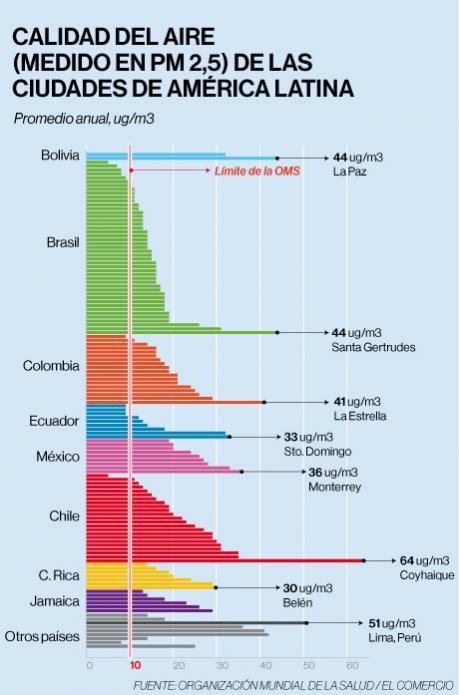 CALIDAD DEL AIRE
(MEDIDO EN PM 2,5) DE LAS
CIUDADES DE AMÉRICA LATINA
Promedio anual, ug/m3
Bolivia
44 ug/m3
La Paz
Límite de la OMS
Brasil
44 ug/m3
Santa Gertrudes
Colombia
41 ug/m3
La Estrella
Ecuador
33 ug/m3
Sto. Domingo
México
36 ug/m3
Monterrey
Chile
64 ug/m3
Coyhaique
C. Rica
30 ug/m3
Belén
Jamaica
51 ug/m3
Lima, Perú
Otros países
0 10 20 30 40 50 60
FUENTE: ORGANIZACIÓN MUNDIAL DE LA SALUD / EL COMERCIO